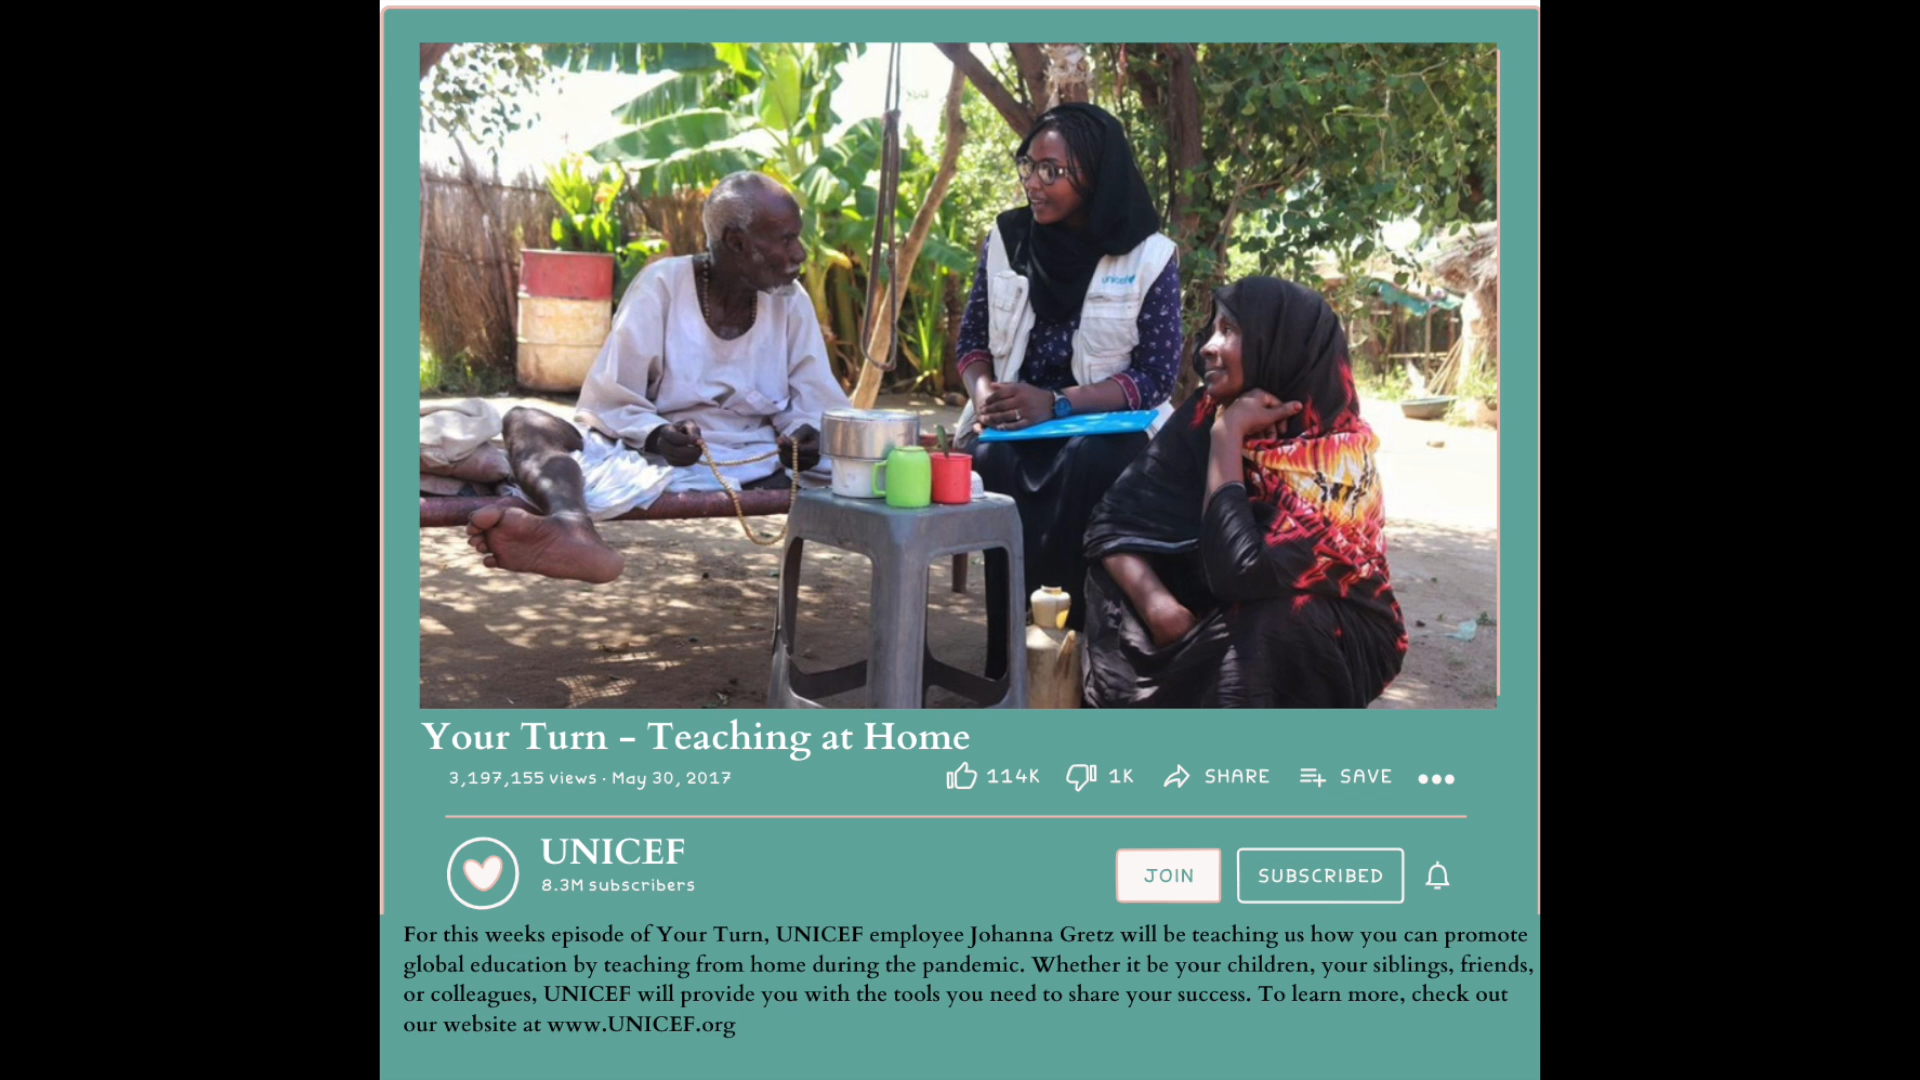 unicef
Your Turn - Teaching at Home
3,197,155 views · May 30, 2017
114K
1K
SHARE
SAVE
UNICEF
8.3M subscribers
JOIN
SUBSCRIBED
For this weeks episode of Your Turn, UNICEF employee Johanna Gretz will be teaching us how you can promote
global education by teaching from home during the pandemic. Whether it be your children, your siblings, friends,
or colleagues, UNICEF will provide you with the tools you need to share your success. To learn more, check out
our website at www.UNICEF.org